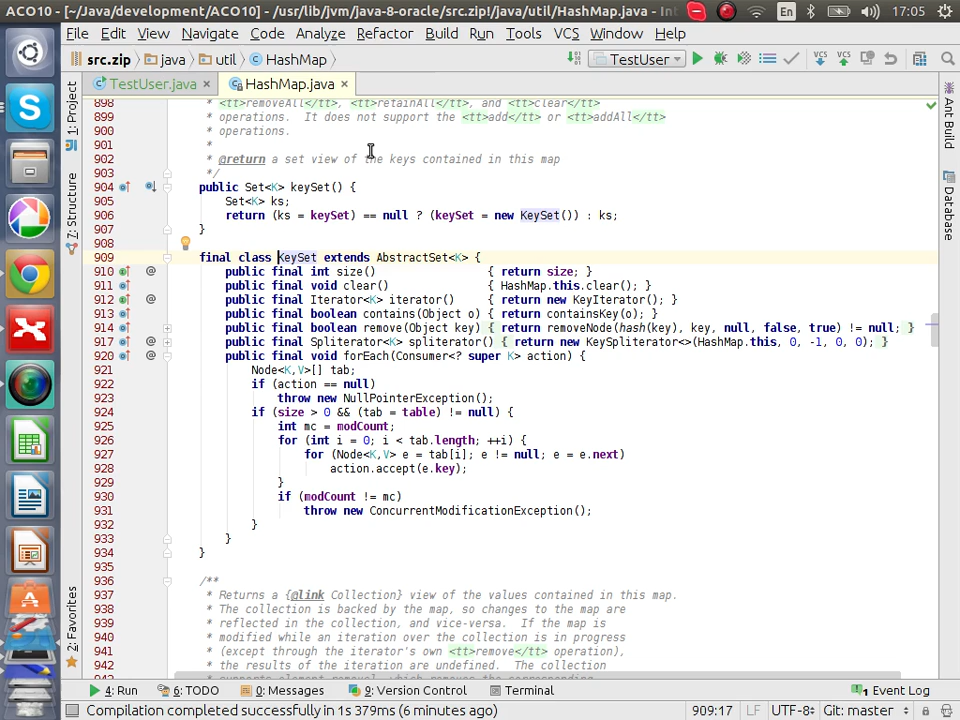 ACO10 - [~/Java/development/ACO10] - /usr/lib/jvm/java-8-oracle/src.zip!/java/util/HashMap.java - Int
En
17:05
File Edit View Navigate Code Analyze Refactor Build Run Tools VCS Window Help
src.zip java util HashMap TestUser VCS VCS
TestUser.java HashMap.java
1: Project
7: Structure
2: Favorites
Ant Build
Database
898 * <tt>removeAll</tt>, <tt>retainAll</tt>, and <tt>clear</tt>
899 * operations.  It does not support the <tt>add</tt> or <tt>addAll</tt>
900 * operations.
901 *
902 * @return a set view of the keys contained in this map
903 */
904 public Set<K> keySet() {
905 Set<K> ks;
906 return (ks = keySet) == null ? (keySet = new KeySet()) : ks;
907 }
908
909 final class KeySet extends AbstractSet<K> {
910 public final int size() { return size; }
911 public final void clear() { HashMap.this.clear(); }
912 public final Iterator<K> iterator() { return new KeyIterator(); }
913 public final boolean contains(Object o) { return containsKey(o); }
914 public final boolean remove(Object key) { return removeNode(hash(key), key, null, false, true) != null; }
917 public final Spliterator<K> spliterator() { return new KeySpliterator<>(HashMap.this, 0, -1, 0, 0); }
920 public final void forEach(Consumer<? super K> action) {
921 Node<K,V>[] tab;
922 if (action == null)
923 throw new NullPointerException();
924 if (size > 0 && (tab = table) != null) {
925 int mc = modCount;
926 for (int i = 0; i < tab.length; ++i) {
927 for (Node<K,V> e = tab[i]; e != null; e = e.next)
928 action.accept(e.key);
929 }
930 if (modCount != mc)
931 throw new ConcurrentModificationException();
932 }
933 }
934 }
935
936 /**
937 * Returns a {@link Collection} view of the values contained in this map.
938 * The collection is backed by the map, so changes to the map are
939 * reflected in the collection, and vice-versa.  If the map is
940 * modified while an iteration over the collection is in progress
941 * (except through the iterator's own <tt>remove</tt> operation),
942 * the results of the iteration are undefined.  The collection
4: Run 6: TODO 0: Messages 9: Version Control Terminal 1 Event Log
Compilation completed successfully in 1s 379ms (6 minutes ago) 909:17 LF UTF-8 Git: master